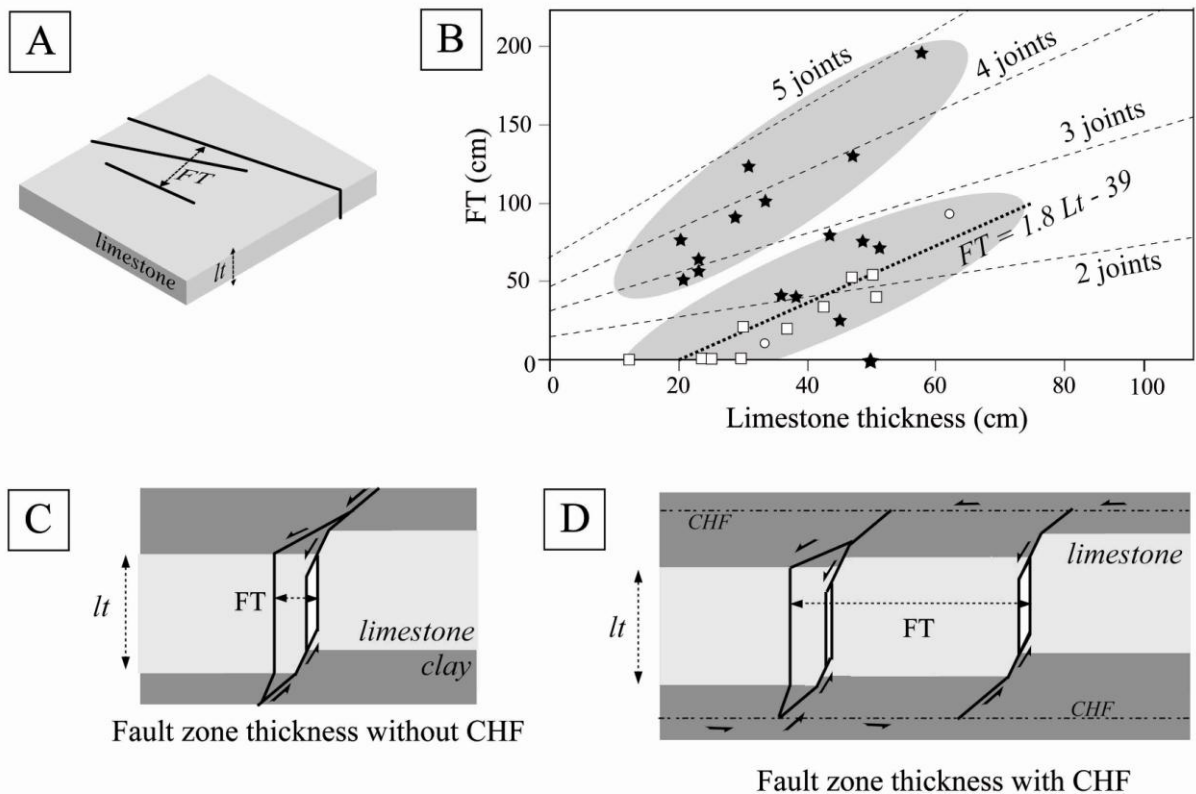 A
FT
limestone
lt
B
FT (cm)
200
150
100
50
0
5 joints
4 joints
3 joints
FT = 1.8 Lt - 39
2 joints
0 20 40 60 80 100
Limestone thickness (cm)
C
lt
FT
limestone
clay
Fault zone thickness without CHF
D
CHF
limestone
lt
FT
CHF
Fault zone thickness with CHF